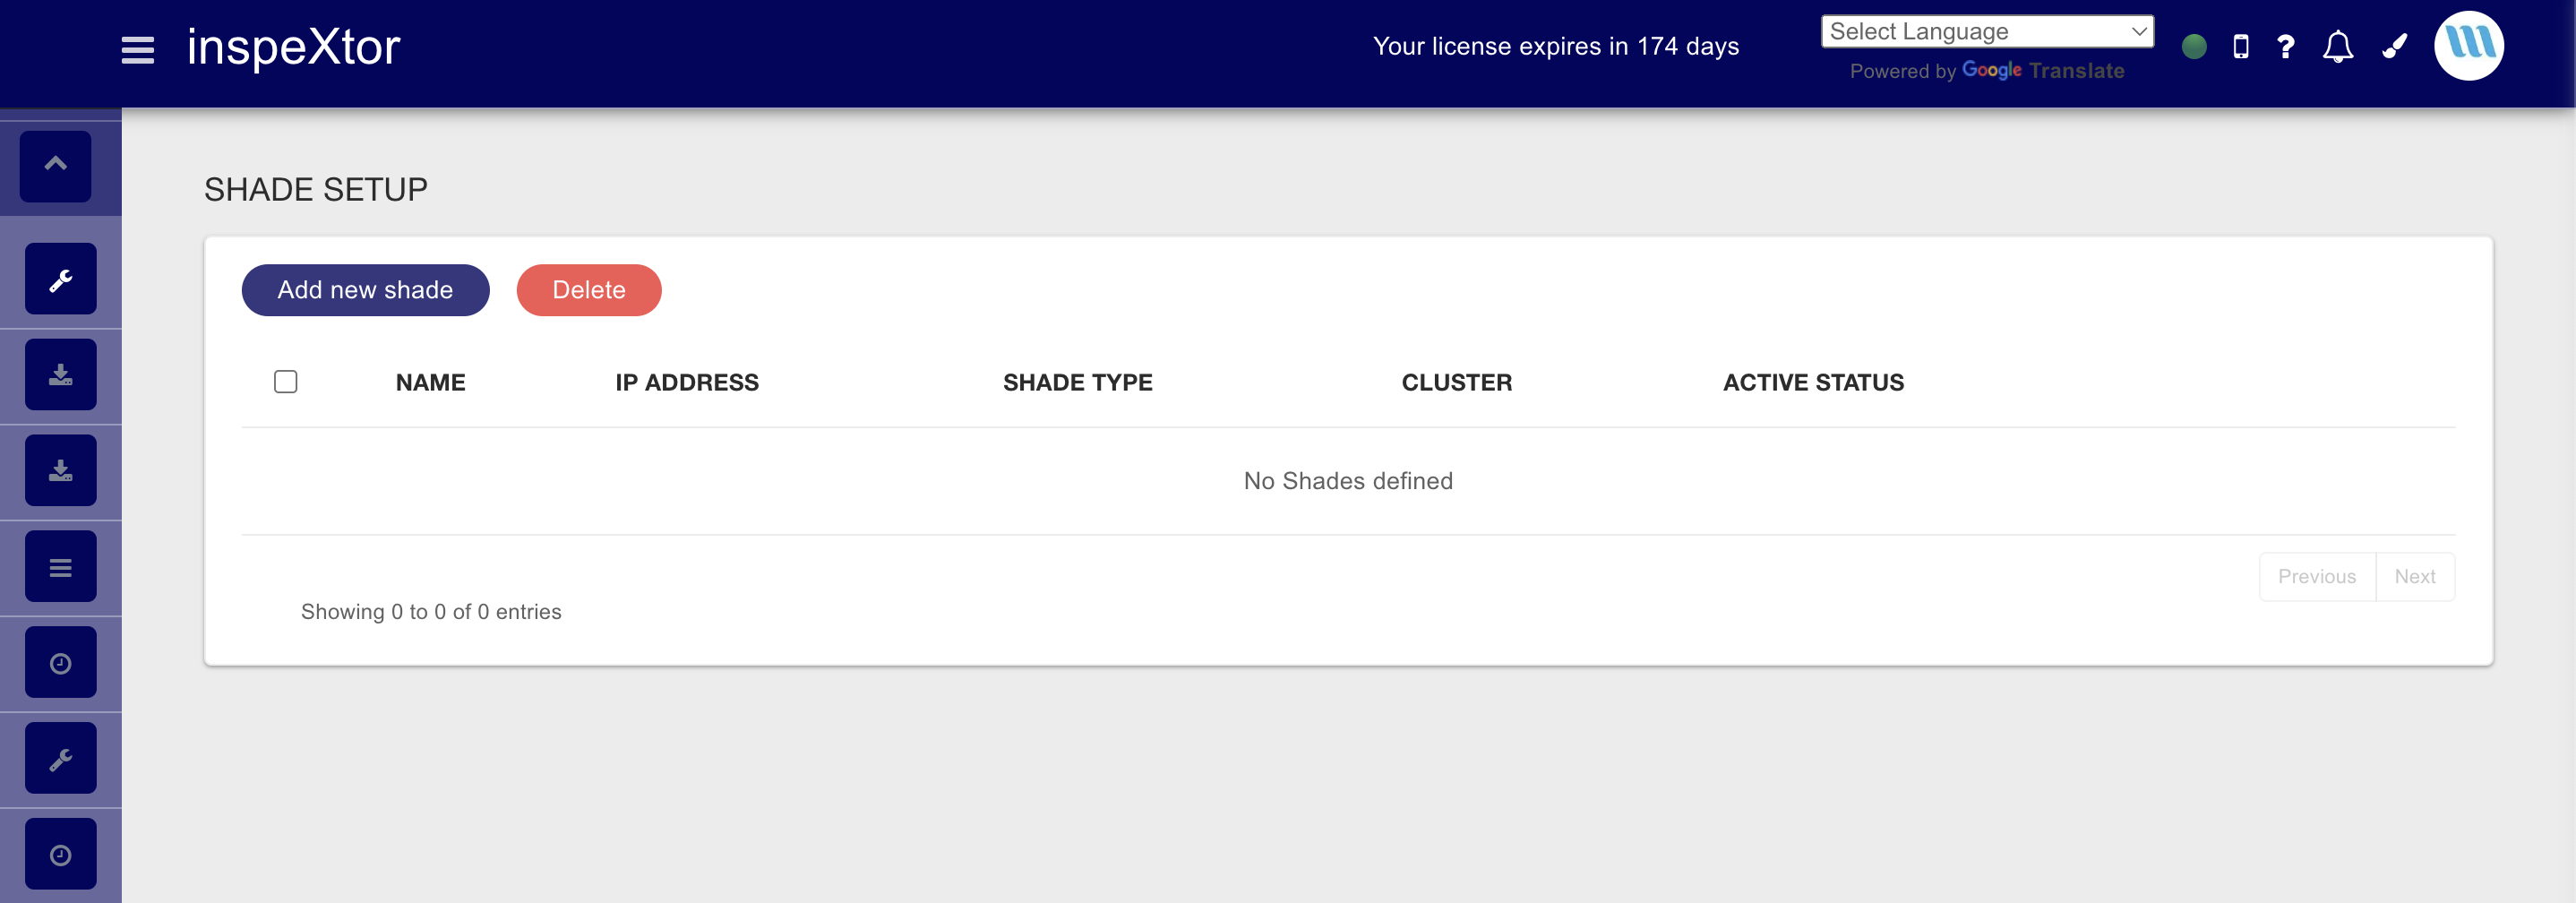 inspeXtor
Your license expires in 174 days
Select Language
Powered by Google Translate
SHADE SETUP
Add new shade
Delete
NAME
IP ADDRESS
SHADE TYPE
CLUSTER
ACTIVE STATUS
No Shades defined
Previous
Next
Showing 0 to 0 of 0 entries